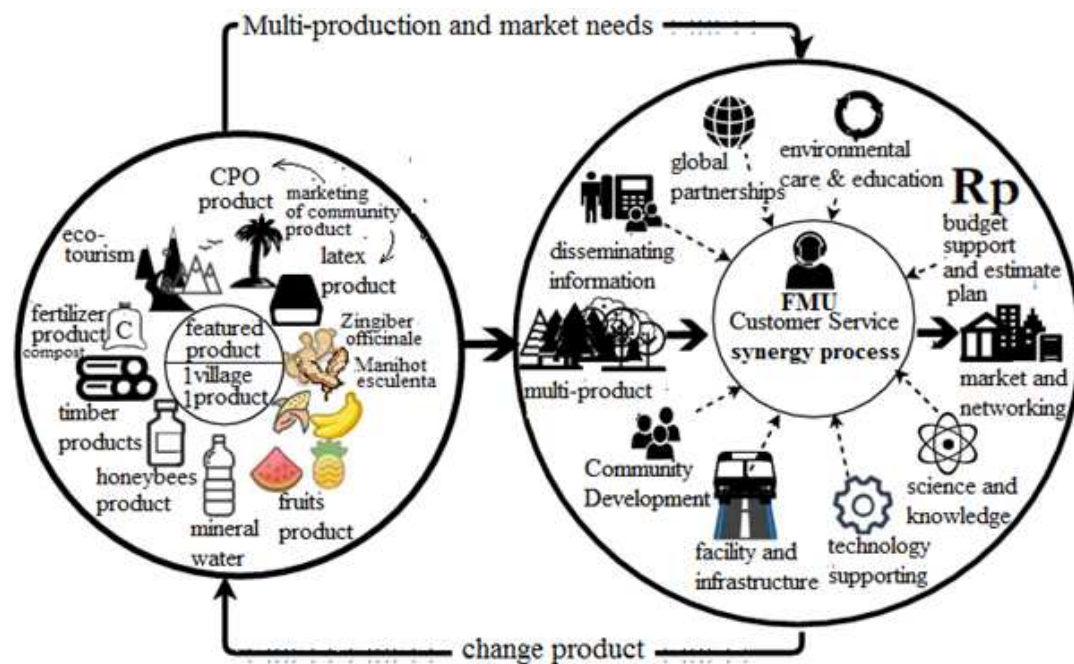 Multi-production and market needs
CPO
product
marketing
of community
product
eco-
tourism
latex
product
fertilizer
product
compost
C
featured
product
1village
1product
Zingiber
officinale
Manihot
esculenta
timber
products
honeybees
product
mineral
water
fruits
product
global
partnerships
environmental
care & education
Rp
budget
support
and estimate
plan
disseminating
information
FMU
Customer Service
synergy process
multi-product
market and
networking
Community
Development
facility and
infrastructure
technology
supporting
science and
knowledge
change product